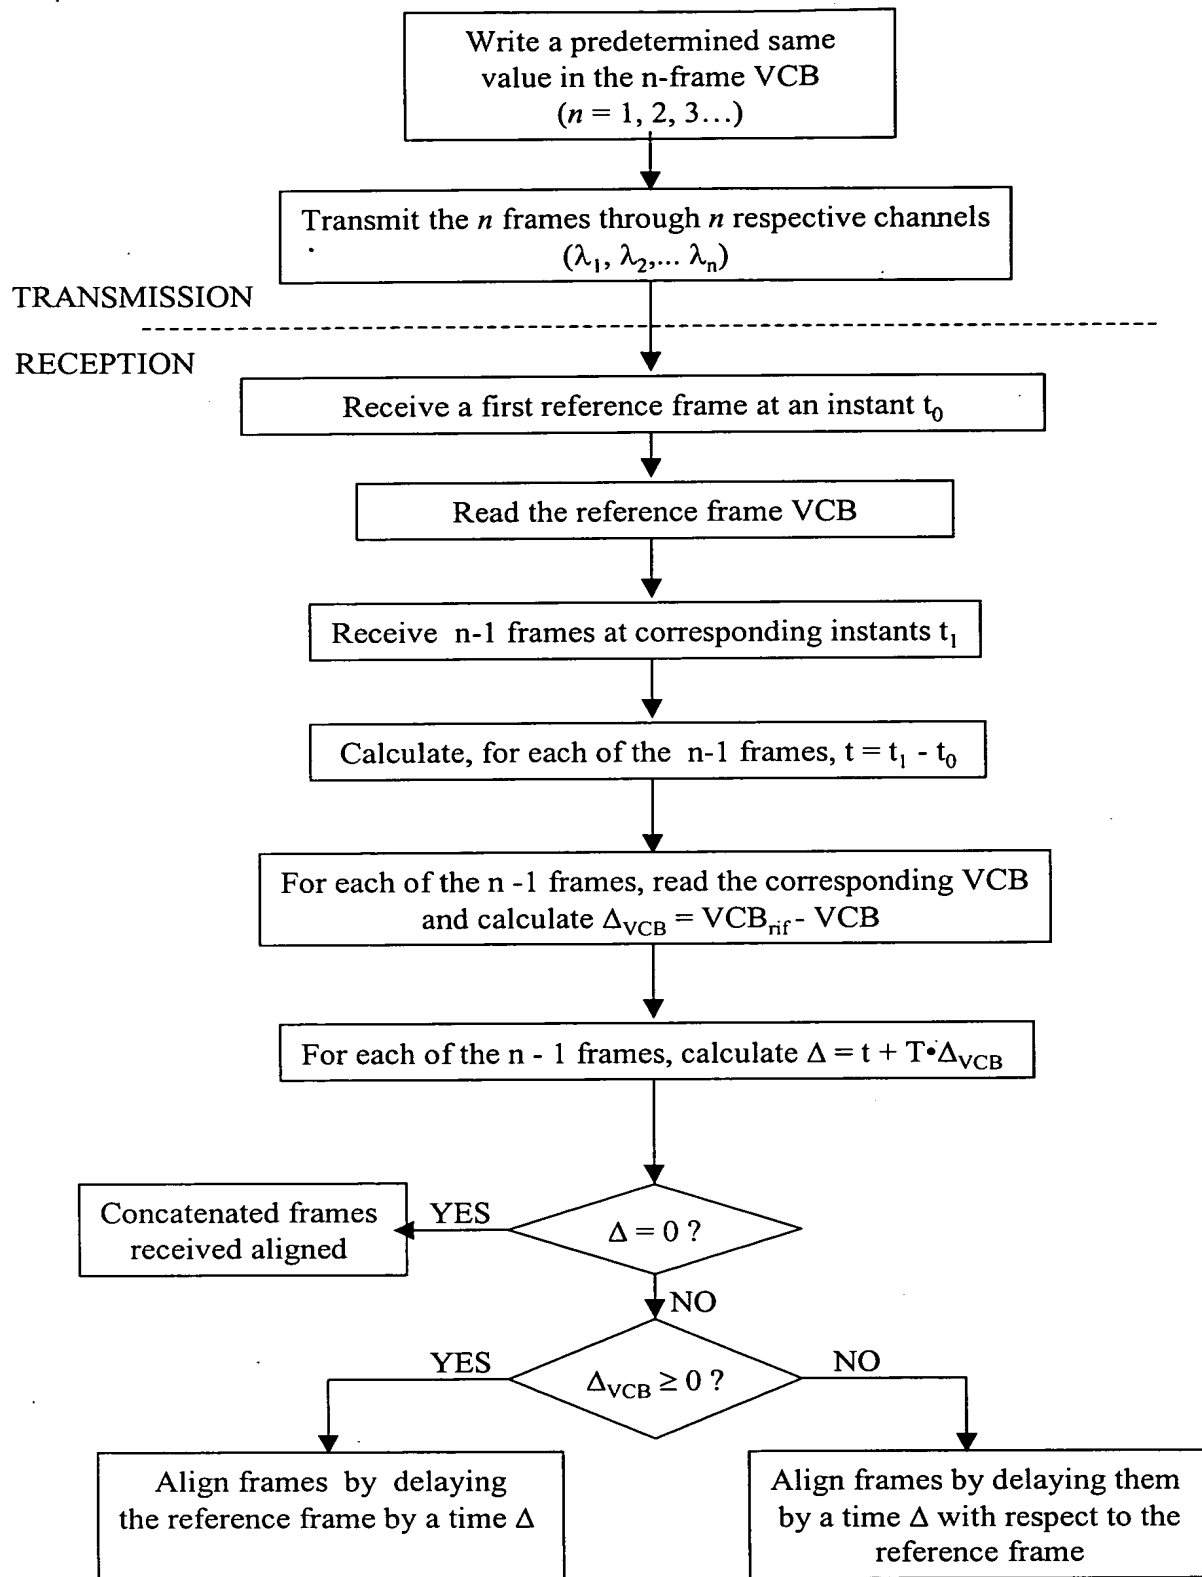 Write a predetermined same
value in the n-frame VCB
(n = 1, 2, 3...)
Transmit the n frames through n respective channels
(λ₁, λ₂,... λₙ)
TRANSMISSION
RECEPTION
Receive a first reference frame at an instant t₀
Read the reference frame VCB
Receive n-1 frames at corresponding instants t₁
Calculate, for each of the n-1 frames, t = t₁ - t₀
For each of the n -1 frames, read the corresponding VCB
and calculate Δ_VCB = VCB_rif - VCB
For each of the n - 1 frames, calculate Δ = t + T•Δ_VCB
Concatenated frames
received aligned
YES
Δ = 0 ?
NO
YES
Δ_VCB ≥ 0 ?
NO
Align frames by delaying
the reference frame by a time Δ
Align frames by delaying them
by a time Δ with respect to the
reference frame